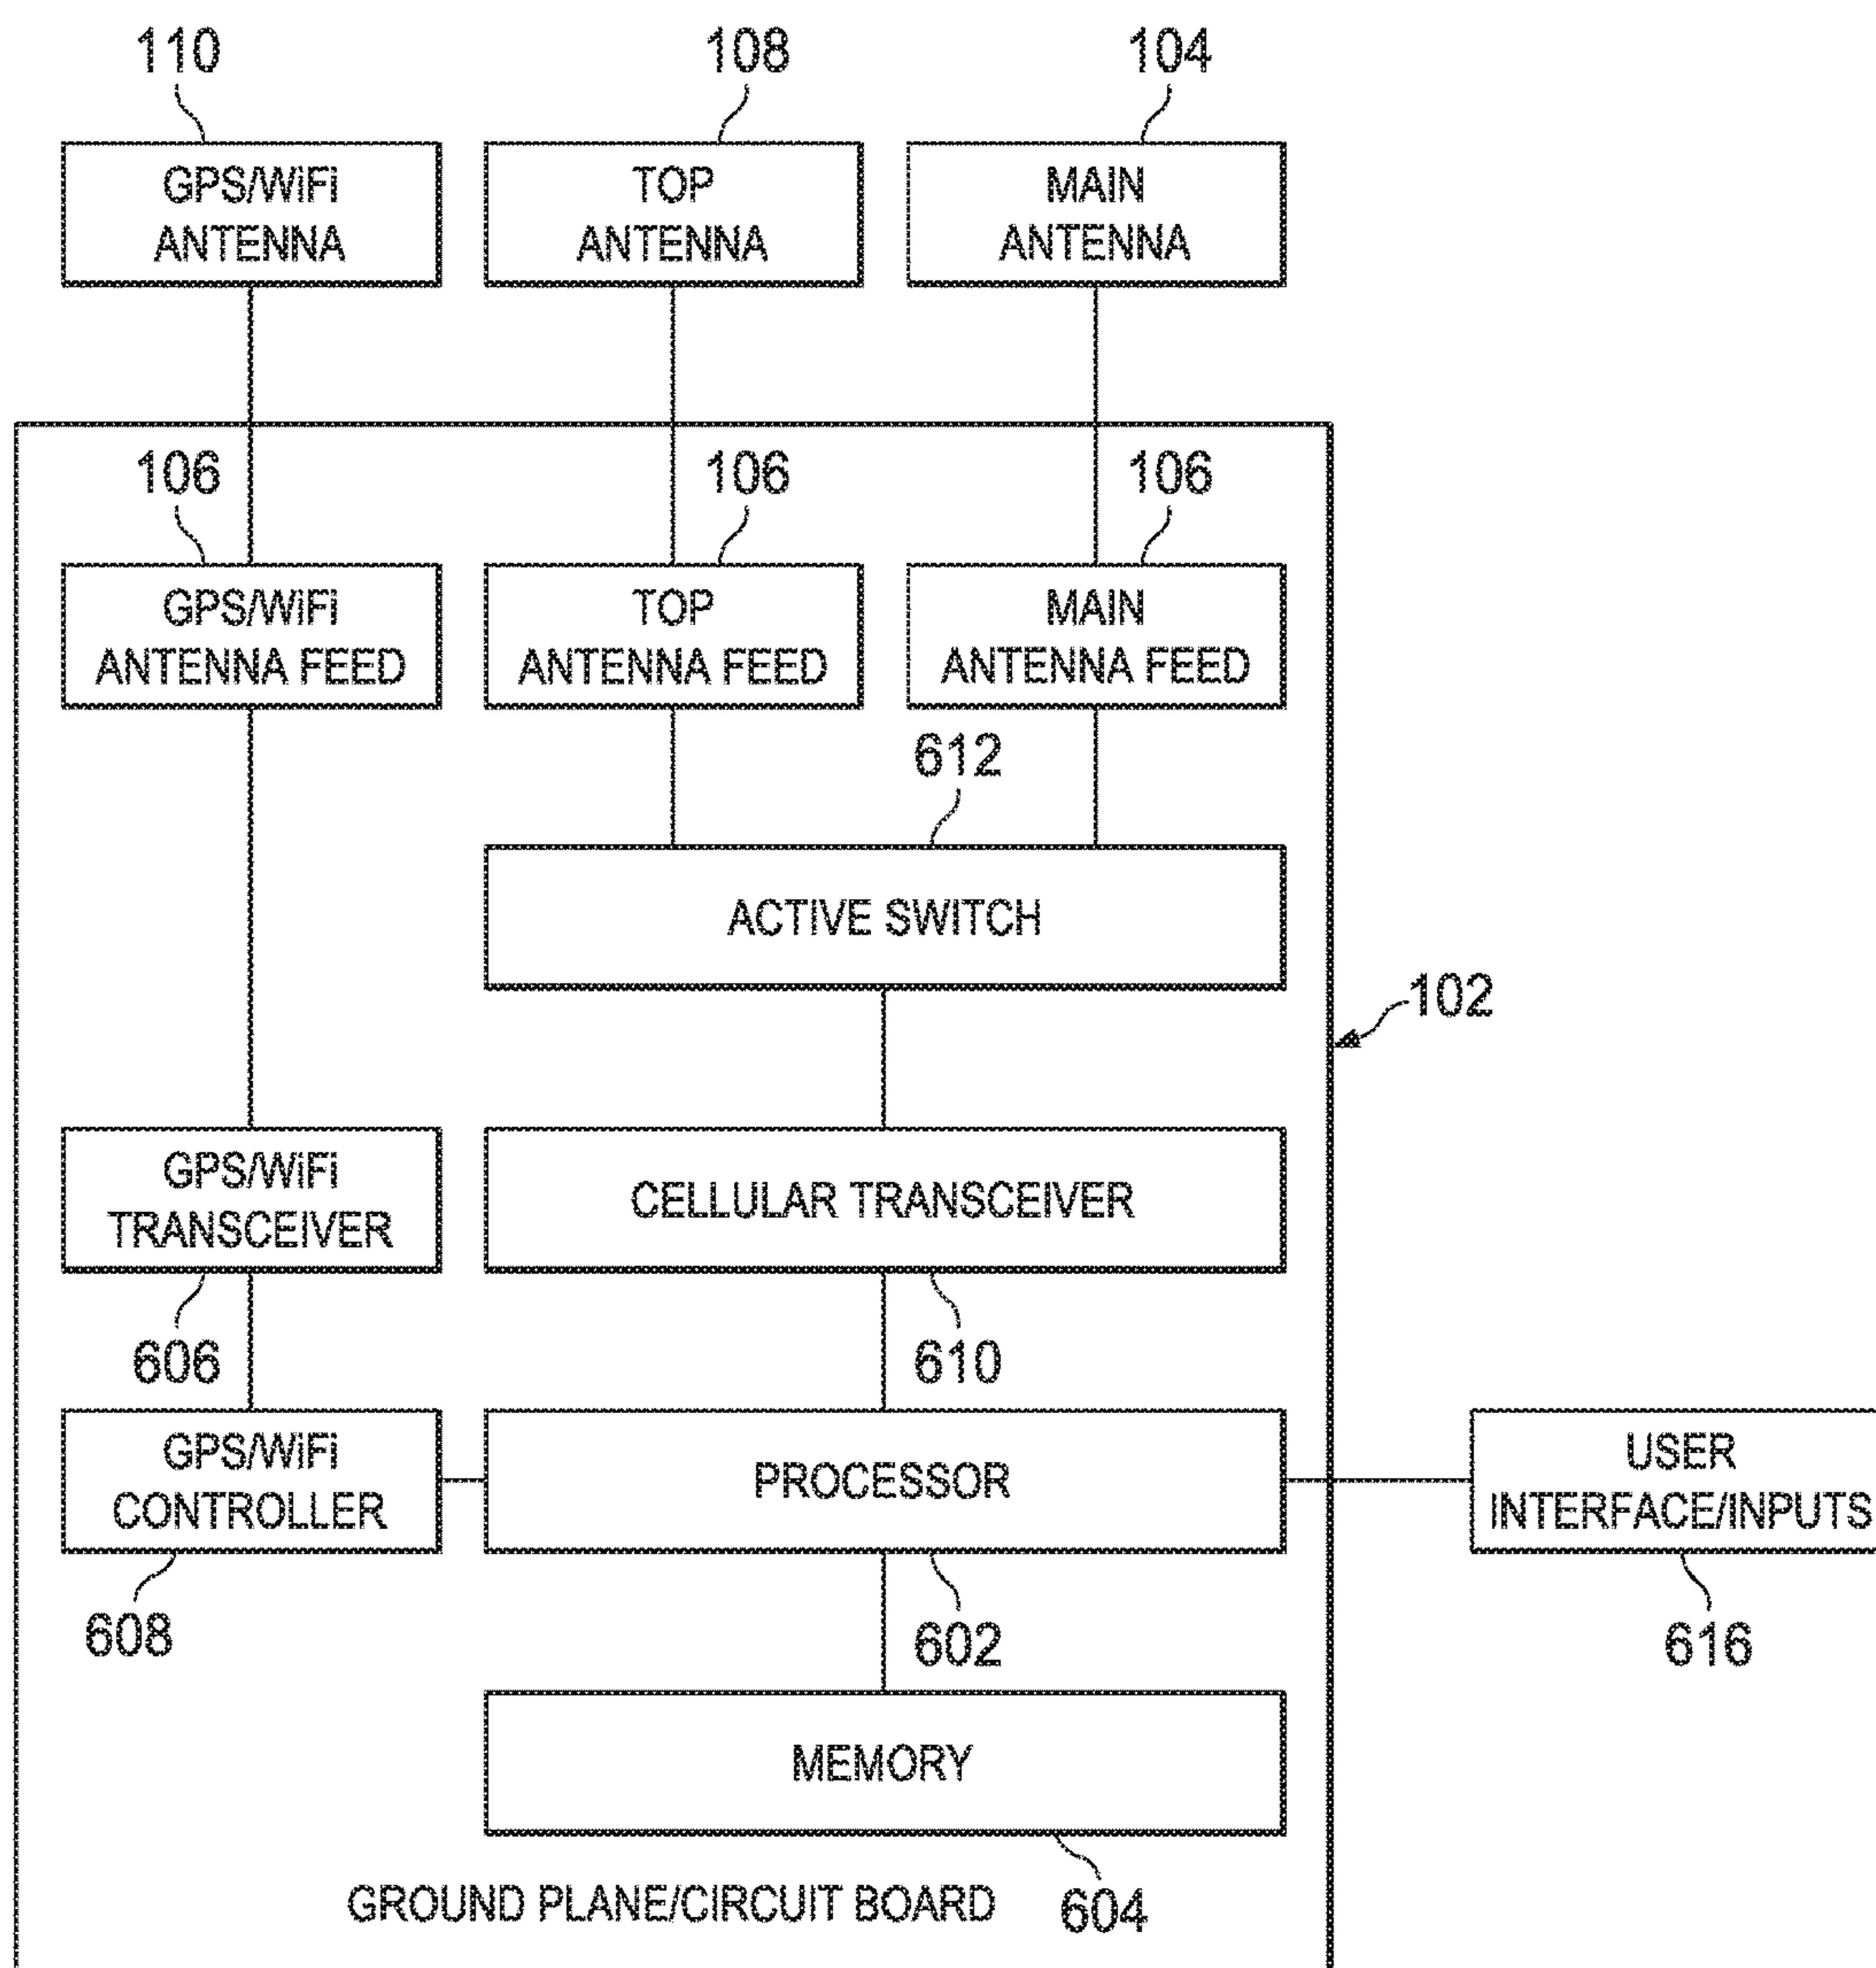 110
108
104
GPS/WiFi
ANTENNA
TOP
ANTENNA
MAIN
ANTENNA
106
106
106
GPS/WiFi
ANTENNA FEED
TOP
ANTENNA FEED
MAIN
ANTENNA FEED
612
ACTIVE SWITCH
102
GPS/WiFi
TRANSCEIVER
CELLULAR TRANSCEIVER
606
610
GPS/WiFi
CONTROLLER
PROCESSOR
USER
INTERFACE/INPUTS
608
602
616
MEMORY
GROUND PLANE/CIRCUIT BOARD
604